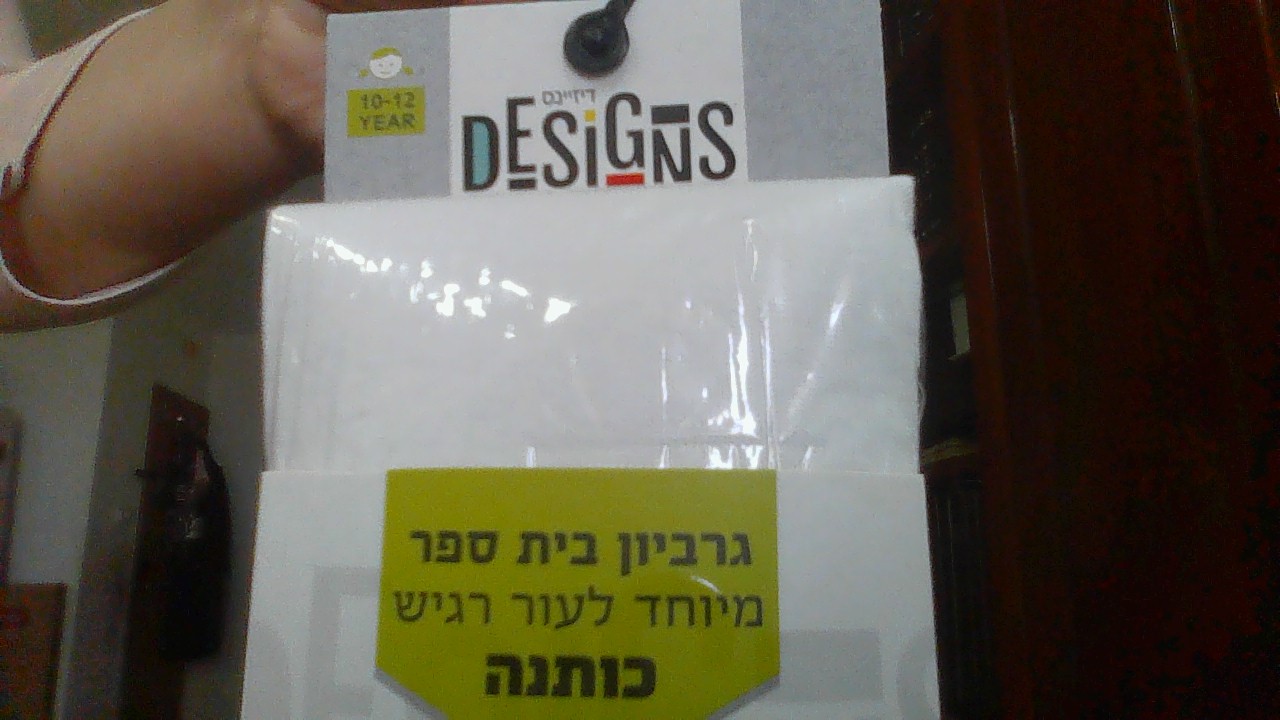 10-12
YEAR
דיזיינס
DESIGNS
גרביון בית ספר
מיוחד לעור רגיש
כותנה